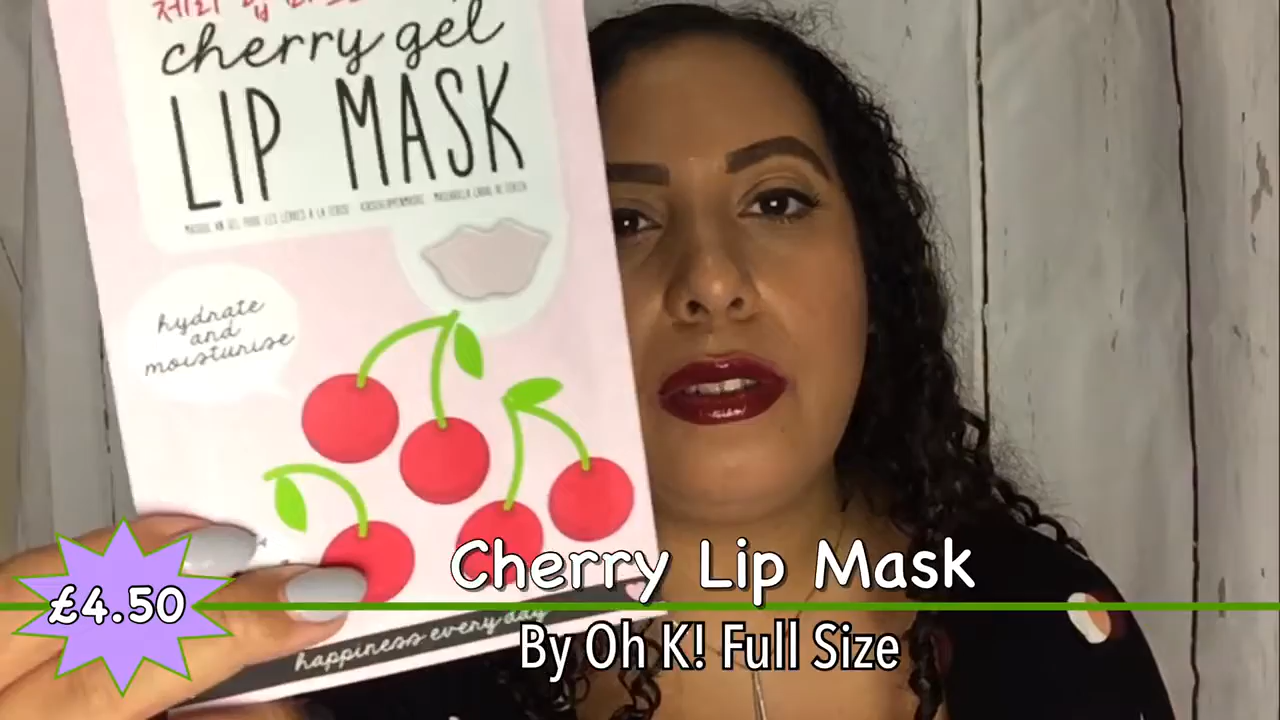 cherry gel
LIP MASK
hydrate
and
moisturise
£4.50
Cherry Lip Mask
happiness every day
By Oh K! Full Size